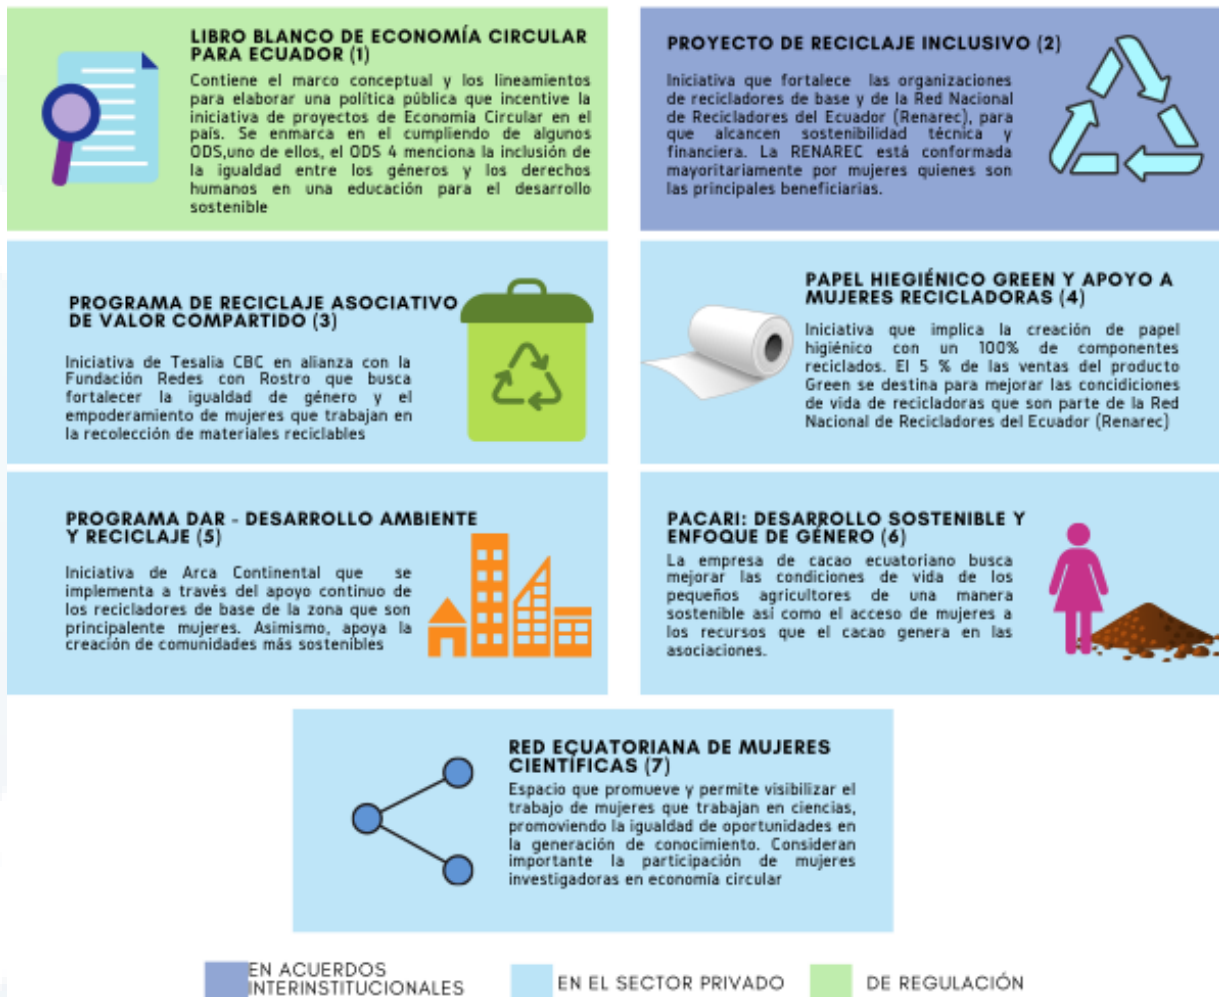 LIBRO BLANCO DE ECONOMÍA CIRCULAR
PARA ECUADOR (1)
Contiene el marco conceptual y los lineamientos
para elaborar una política pública que incentive la
iniciativa de proyectos de Economía Circular en el
país. Se enmarca en el cumpliendo de algunos
ODS,uno de ellos, el ODS 4 menciona la inclusión de
la igualdad entre los géneros y los derechos
humanos en una educación para el desarrollo
sostenible
PROYECTO DE RECICLAJE INCLUSIVO (2)
Iniciativa que fortalece las organizaciones
de recicladores de base y de la Red Nacional
de Recicladores del Ecuador (Renarec), para
que alcancen sostenibilidad técnica y
financiera. La RENAREC está conformada
mayoritariamente por mujeres quienes son
las principales beneficiarias.
PROGRAMA DE RECICLAJE ASOCIATIVO
DE VALOR COMPARTIDO (3)
Iniciativa de Tesalia CBC en alianza con la
Fundación Redes con Rostro que busca
fortalecer la igualdad de género y el
empoderamiento de mujeres que trabajan en
la recolección de materiales reciclables
PAPEL HIEGIÉNICO GREEN Y APOYO A
MUJERES RECICLADORAS (4)
Iniciativa que implica la creación de papel
higiénico con un 100% de componentes
reciclados. El 5 % de las ventas del producto
Green se destina para mejorar las concidiciones
de vida de recicladoras que son parte de la Red
Nacional de Recicladores del Ecuador (Renarec)
PROGRAMA DAR - DESARROLLO AMBIENTE
Y RECICLAJE (5)
Iniciativa de Arca Continental que se
implementa a través del apoyo continuo de
los recicladores de base de la zona que son
principalente mujeres. Asimismo, apoya la
creación de comunidades más sostenibles
PACARI: DESARROLLO SOSTENIBLE Y
ENFOQUE DE GÉNERO (6)
La empresa de cacao ecuatoriano busca
mejorar las condiciones de vida de los
pequeños agricultores de una manera
sostenible así como el acceso de mujeres a
los recursos que el cacao genera en las
asociaciones.
RED ECUATORIANA DE MUJERES
CIENTÍFICAS (7)
Espacio que promueve y permite visibilizar el
trabajo de mujeres que trabajan en ciencias,
promoviendo la igualdad de oportunidades en
la generación de conocimiento. Consideran
importante la participación de mujeres
investigadoras en economía circular
EN ACUERDOS
INTERINSTITUCIONALES
EN EL SECTOR PRIVADO
DE REGULACIÓN